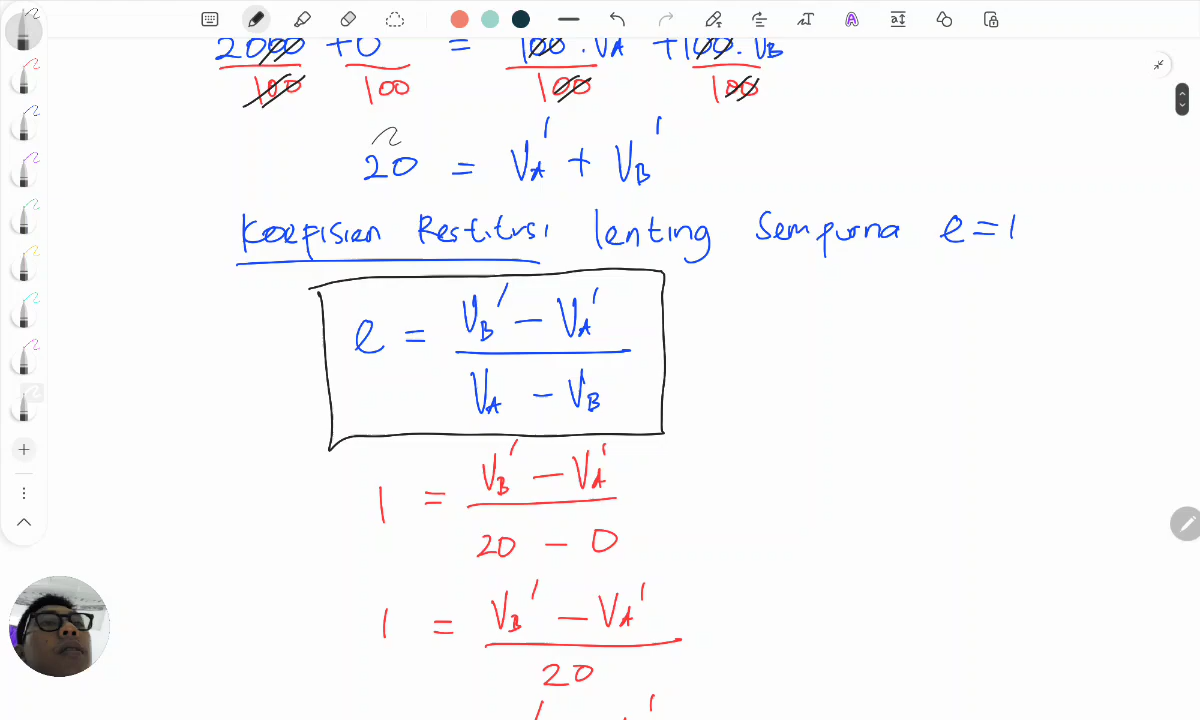 2000 + 0 = 100 . VA + 100 . VB
100 100 100 100
20 = VA' + VB'
Koefisien Restitusi lenting Sempurna e = 1
e = VB' - VA'
VA - VB
1 = VB' - VA'
20 - 0
1 = VB' - VA'
20